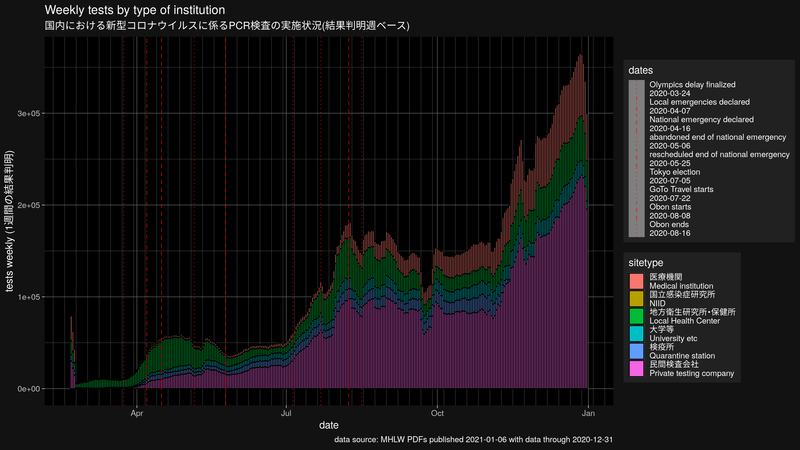 Weekly tests by type of institution
国内における新型コロナウイルスに係るPCR検査の実施状況(結果判明週ベース)
tests weekly (1週間の結果判明)
3e+05
2e+05
1e+05
0e+00
Apr
Jul
Oct
Jan
date
dates
Olympics delay finalized
2020-03-24
Local emergencies declared
2020-04-07
National emergency declared
2020-04-16
abandoned end of national emergency
2020-05-06
rescheduled end of national emergency
2020-05-25
Tokyo election
2020-07-05
GoTo Travel starts
2020-07-22
Obon starts
2020-08-08
Obon ends
2020-08-16
sitetype
医療機関
Medical institution
国立感染症研究所
NIID
地方衛生研究所・保健所
Local Health Center
大学等
University etc
検疫所
Quarantine station
民間検査会社
Private testing company
data source: MHLW PDFs published 2021-01-06 with data through 2020-12-31